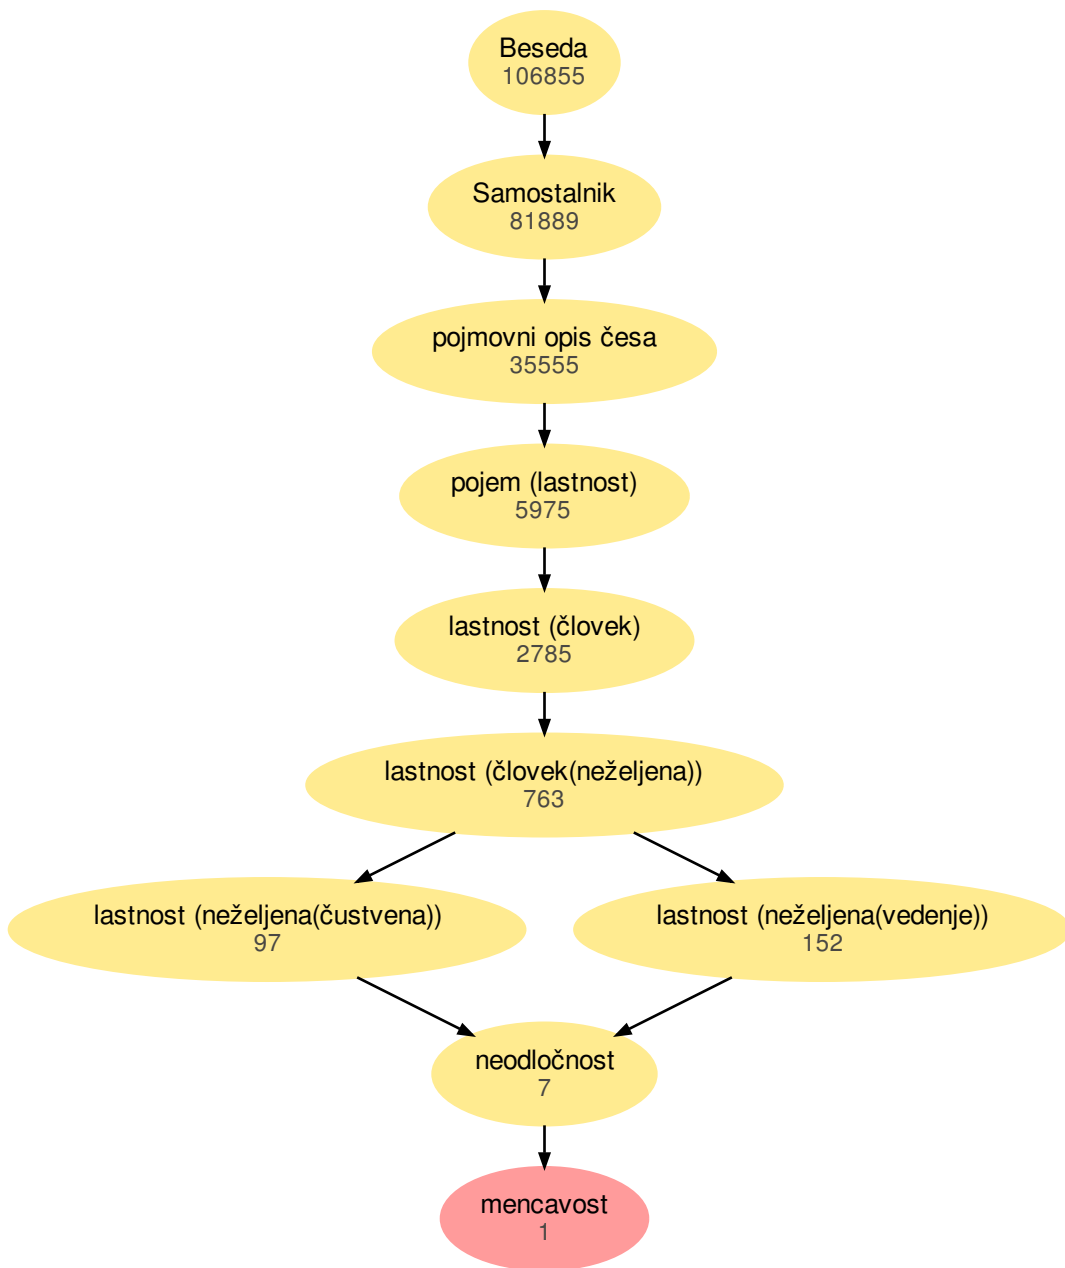 Beseda
106855
Samostalnik
81889
pojmovni opis česa
35555
pojem (lastnost)
5975
lastnost (človek)
2785
lastnost (človek(neželjena))
763
lastnost (neželjena(čustvena))
97
lastnost (neželjena(vedenje))
152
neodločnost
7
mencavost
1